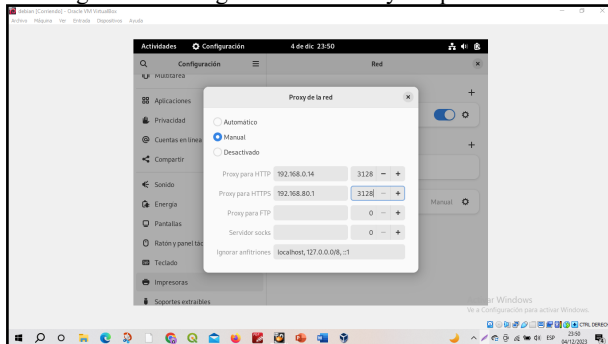 debian [Corriendo] - Oracle VM VirtualBox
Archivo Máquina Ver Entrada Dispositivos Ayuda
Actividades Configuración 4 de dic 23:50
Configuración Red
Multitarea
Aplicaciones
Privacidad
Cuentas en línea
Compartir
Sonido
Energía
Pantallas
Ratón y panel tác
Teclado
Impresoras
Soportes extraíbles
Proxy de la red
Automático
Manual
Desactivado
Proxy para HTTP 192.168.0.14 3128 − +
Proxy para HTTPS 192.168.80.1 3128 − +
Proxy para FTP 0 − +
Servidor socks 0 − +
Ignorar anfitriones localhost, 127.0.0.0/8, ::1
Manual
ar Windows
Ve a Configuración para activar Windows.
CTRL DERECH
ESP
23:50
04/12/2023